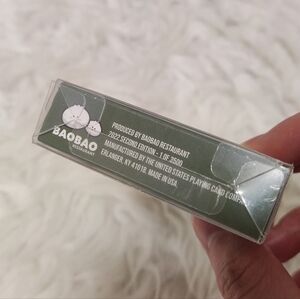 BAOBAO
RESTAURANT
PRODUCED BY BAOBAO RESTAURANT
2022 SECOND EDITION - 1 OF 2500
MANUFACTURED BY THE UNITED STATES PLAYING CARD COMPANY
ERLANGER, KY 41018. MADE IN USA.